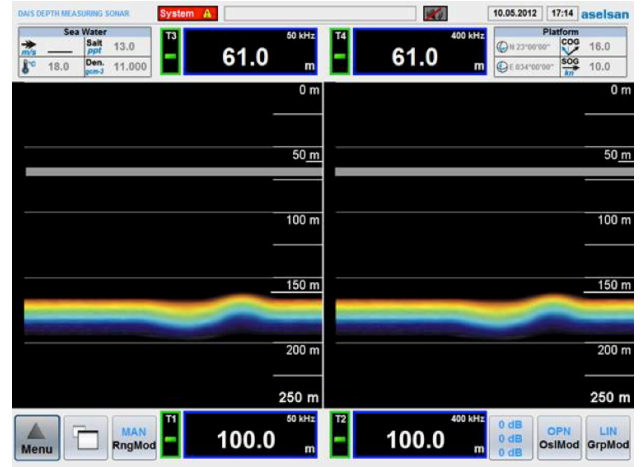 DAIS DEPTH MEASURING SONAR
System
10.05.2012
17:14
aselsan
Sea Water
m/s
Salt ppt
13.0
°C
18.0
Den. gcm-3
11.000
T3
50 kHz
61.0
m
T4
400 kHz
61.0
m
Platform
N 23°00'00"
COG
16.0
E 034°00'00"
SOG kn
10.0
0 m
50 m
100 m
150 m
200 m
250 m
0 m
50 m
100 m
150 m
200 m
250 m
Menu
MAN
RngMod
T1
50 kHz
100.0
m
T2
400 kHz
100.0
m
0 dB
0 dB
0 dB
OPN
OslMod
LIN
GrpMod